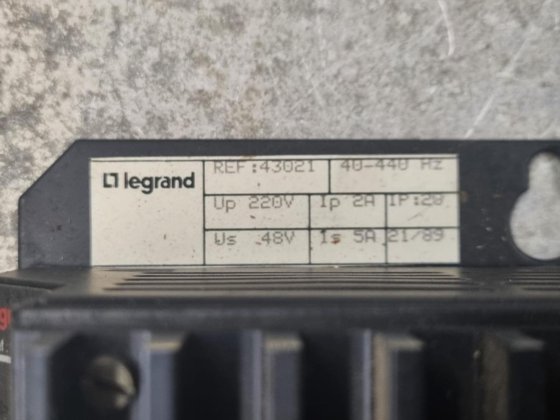 legrand
REF:43021 40-440 Hz
Up 220V Ip 2A IP:20
Us 48V Is 5A 21/89